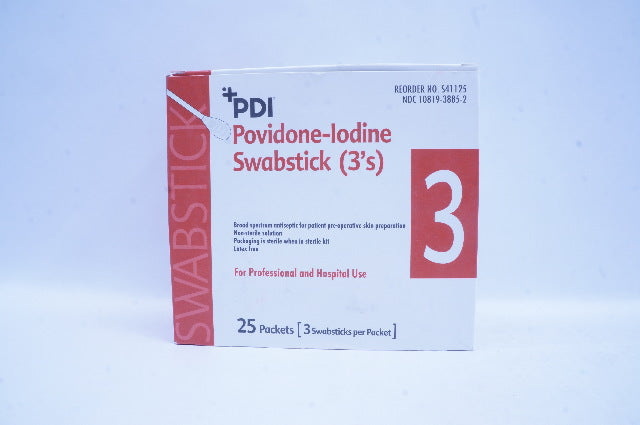 REORDER NO. S41125
NDC 10819-3885-2
PDI
Povidone-Iodine
Swabstick (3's)
SWABSTICK
3
Broad spectrum antiseptic for patient pre-operative skin preparation
Non-sterile solution
Packaging is sterile when in sterile kit
Latex free
For Professional and Hospital Use
25 Packets [3 Swabsticks per Packet]